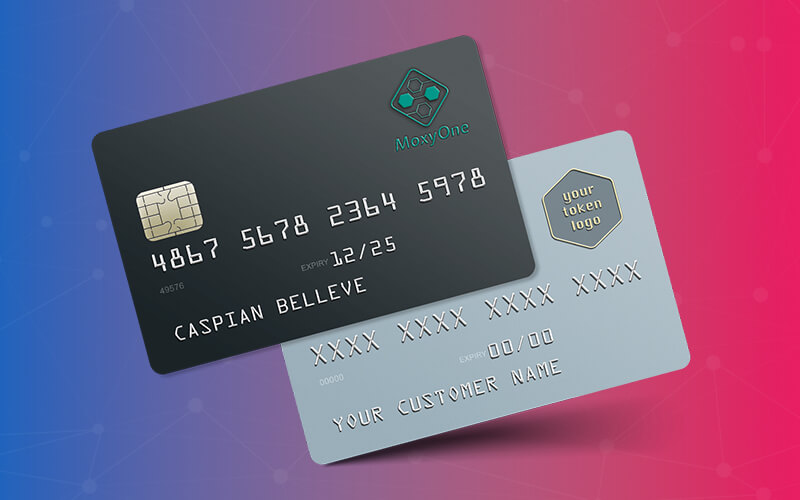 MoxyOne
4867 5678 2364 5978
49576
EXPIRY 12/25
CASPIAN BELLEVE
your
token
logo
XXXX XXXX XXXX XXXX
00000
EXPIRY 00/00
YOUR CUSTOMER NAME